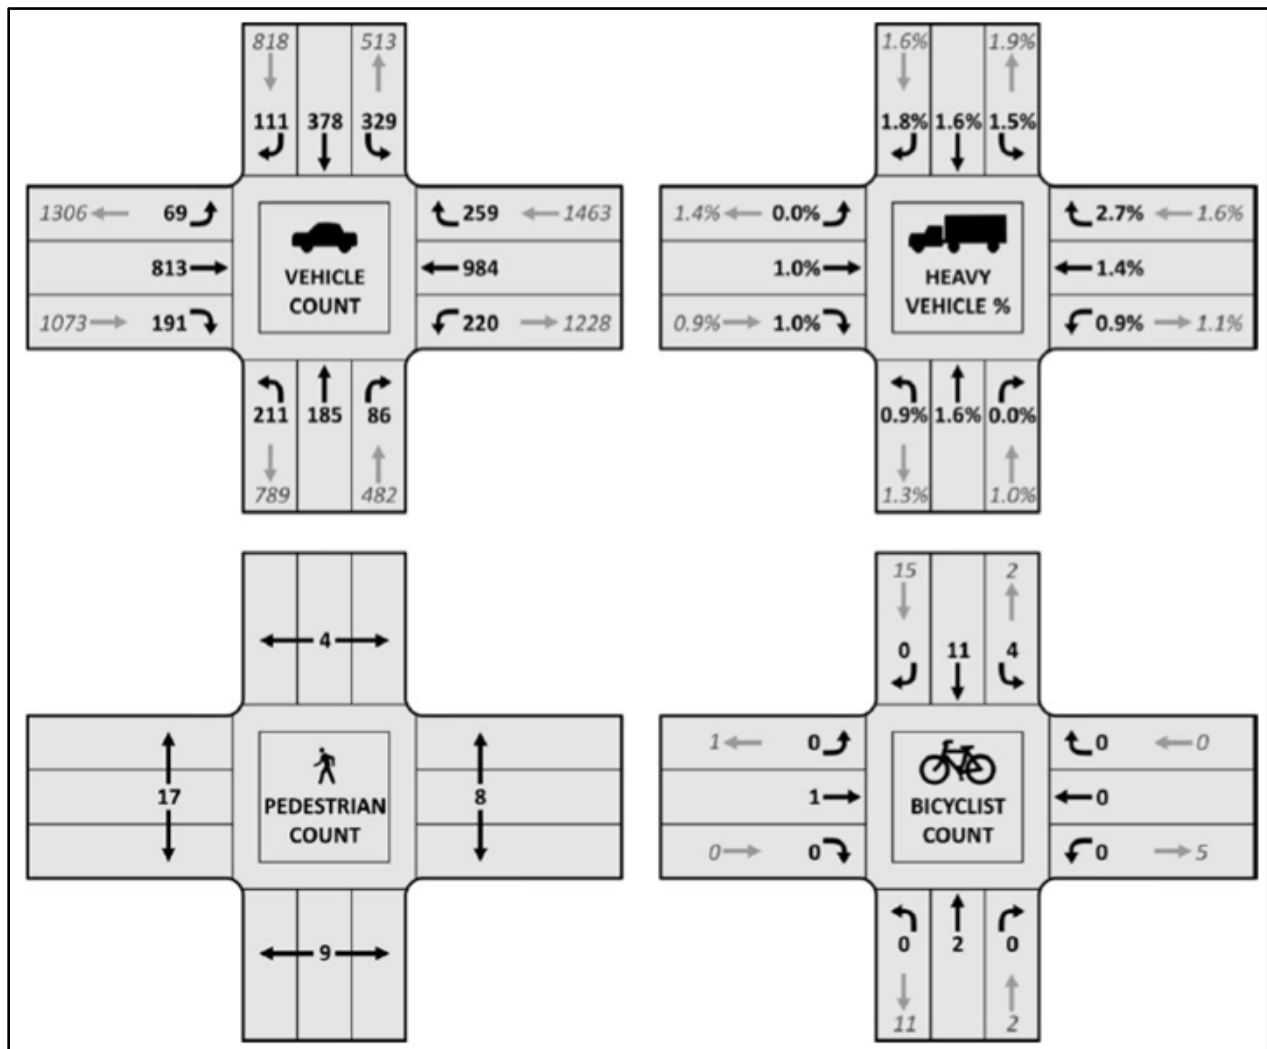 818 513 1.6% 1.9%
111 378 329 1.8% 1.6% 1.5%
1306 69 259 1463 1.4% 0.0% 2.7% 1.6%
813 VEHICLE 984 1.0% HEAVY 1.4%
COUNT VEHICLE %
1073 191 220 1228 0.9% 1.0% 0.9% 1.1%
211 185 86 0.9% 1.6% 0.0%
789 482 1.3% 1.0%
15 2
4 0 11 4
1 0 0 0
17 PEDESTRIAN 8 1 BICYCLIST 0
COUNT COUNT
0 0 0 5
9 0 2 0
11 2